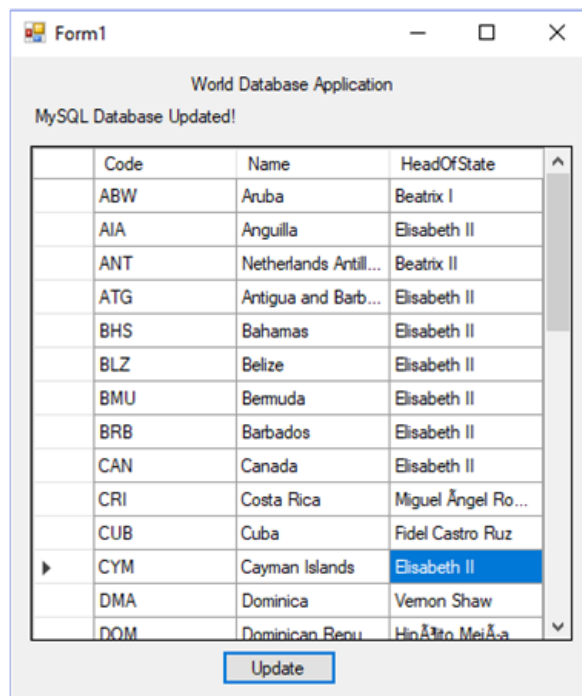 Form1
World Database Application
MySQL Database Updated!
Code Name HeadOfState
ABW Aruba Beatrix I
AIA Anguilla Elisabeth II
ANT Netherlands Antill... Beatrix II
ATG Antigua and Barb... Elisabeth II
BHS Bahamas Elisabeth II
BLZ Belize Elisabeth II
BMU Bermuda Elisabeth II
BRB Barbados Elisabeth II
CAN Canada Elisabeth II
CRI Costa Rica Miguel Ãngel Ro...
CUB Cuba Fidel Castro Ruz
CYM Cayman Islands Elisabeth II
DMA Dominica Vernon Shaw
DOM Dominican Repu
Update